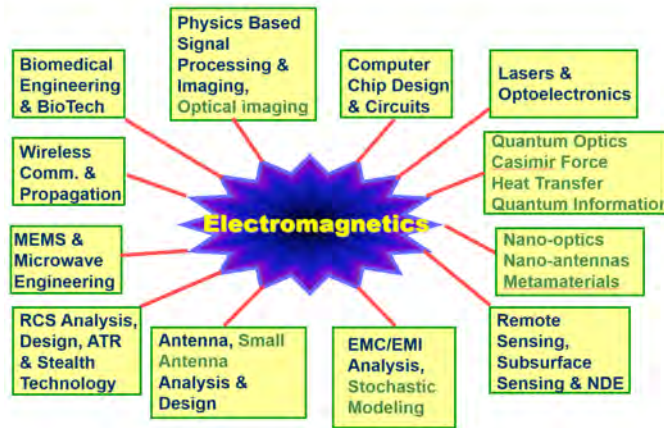 Biomedical
Engineering
& BioTech
Physics Based
Signal
Processing &
Imaging,
Optical imaging
Computer
Chip Design
& Circuits
Lasers &
Optoelectronics
Wireless
Comm. &
Propagation
Quantum Optics
Casimir Force
Heat Transfer
Quantum Information
Electromagnetics
MEMS &
Microwave
Engineering
Nano-optics
Nano-antennas
Metamaterials
RCS Analysis,
Design, ATR
& Stealth
Technology
Antenna, Small
Antenna
Analysis &
Design
EMC/EMI
Analysis,
Stochastic
Modeling
Remote
Sensing,
Subsurface
Sensing & NDE